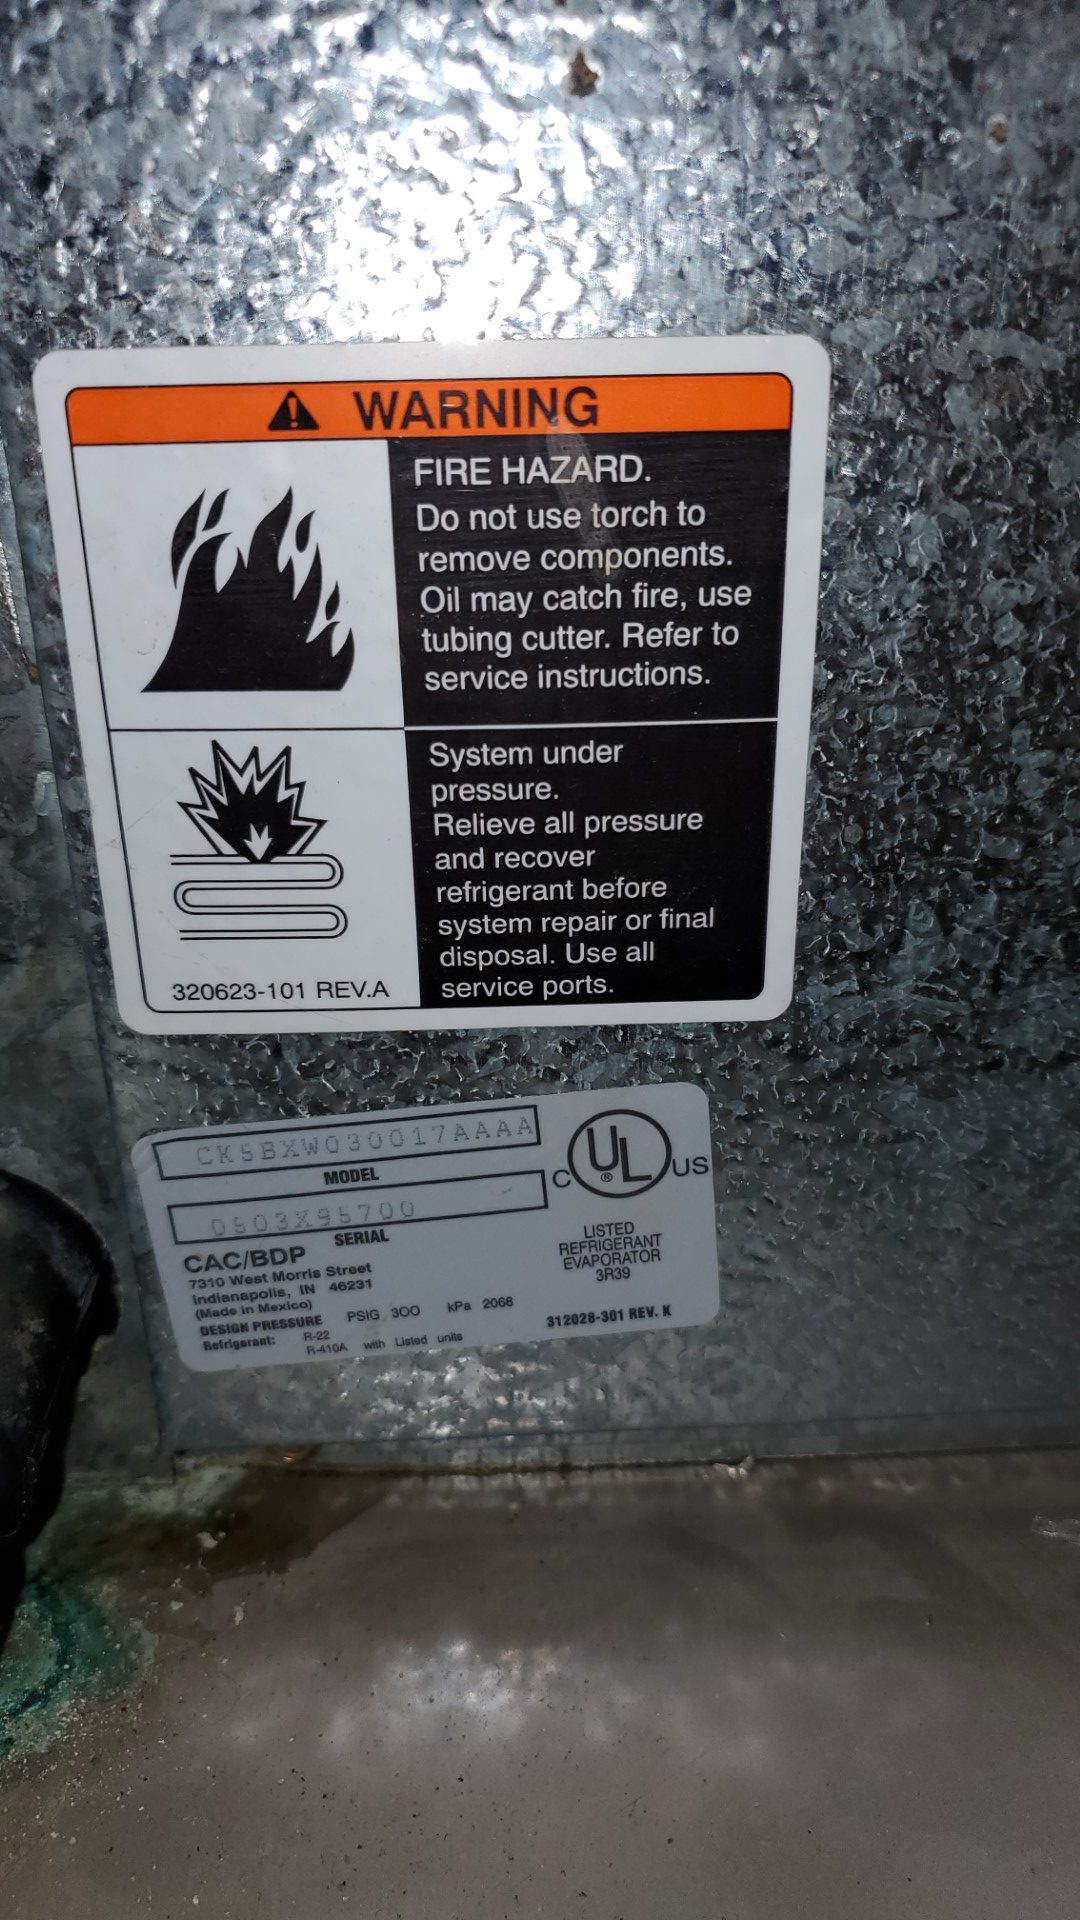 WARNING
FIRE HAZARD.
Do not use torch to
remove components.
Oil may catch fire, use
tubing cutter. Refer to
service instructions.
System under
pressure.
Relieve all pressure
and recover
refrigerant before
system repair or final
disposal. Use all
service ports.
320623-101 REV.A
CK5BXW030017AAAA
MODEL
0503X95700
SERIAL
CAC/BDP
7310 West Morris Street
Indianapolis, IN 46231
(Made in Mexico)
DESIGN PRESSURE PSIG 300 kPa 2068
Refrigerant: R-22
R-410A with Listed units
C UL ® US
LISTED
REFRIGERANT
EVAPORATOR
3R39
312028-301 REV. K